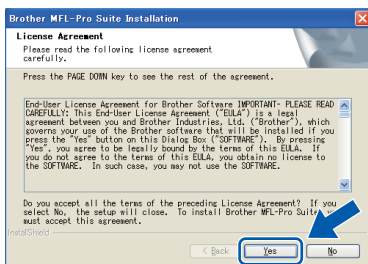 Brother MFL-Pro Suite Installation
License Agreement
Please read the following license agreement
carefully.
Press the PAGE DOWN key to see the rest of the agreement.
End-User License Agreement for Brother Software IMPORTANT- PLEASE READ
CAREFULLY: This End-User License Agreement ("EULA") is a legal
agreement between you and Brother Industries, Ltd. ("Brother"), which
governs your use of the Brother software that will be installed if you
press the "Yes" button on this Dialog Box ("SOFTWARE"). By pressing
"Yes", you agree to be legally bound by the terms of this EULA. If
you do not agree to the terms of this EULA, you obtain no license to
the SOFTWARE. In such case, you may not use the SOFTWARE.
Do you accept all the terms of the preceding License Agreement? If you
select No, the setup will close. To install Brother MFL-Pro Suite,
must accept this agreement.
InstallShield
< Back
Yes
No